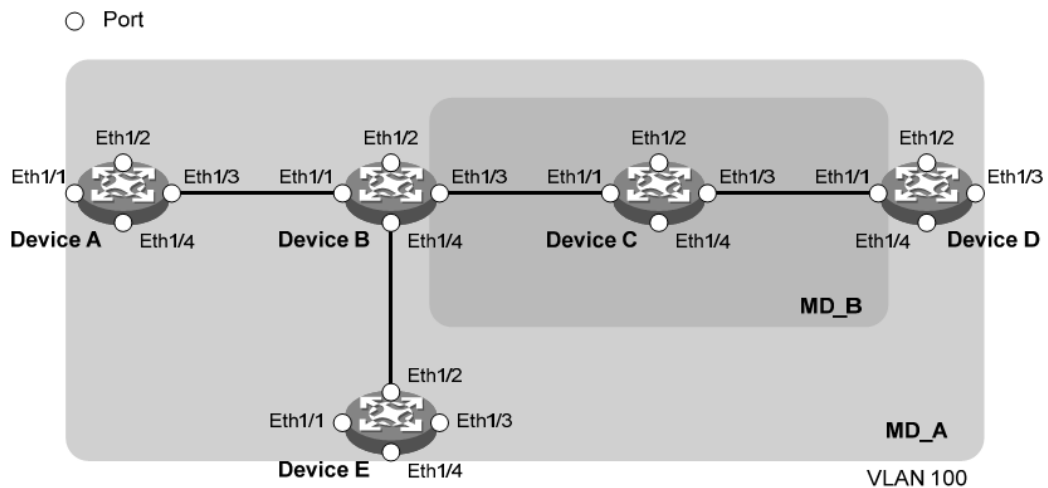 Port
Eth1/2
Eth1/2
Eth1/2
Eth1/2
Eth1/1
Eth1/3
Eth1/1
Eth1/3
Eth1/1
Eth1/3
Eth1/1
Eth1/3
Device A
Eth1/4
Device B
Eth1/4
Device C
Eth1/4
Eth1/4
Device D
MD_B
Eth1/2
Eth1/1
Eth1/3
MD_A
Device E
Eth1/4
VLAN 100